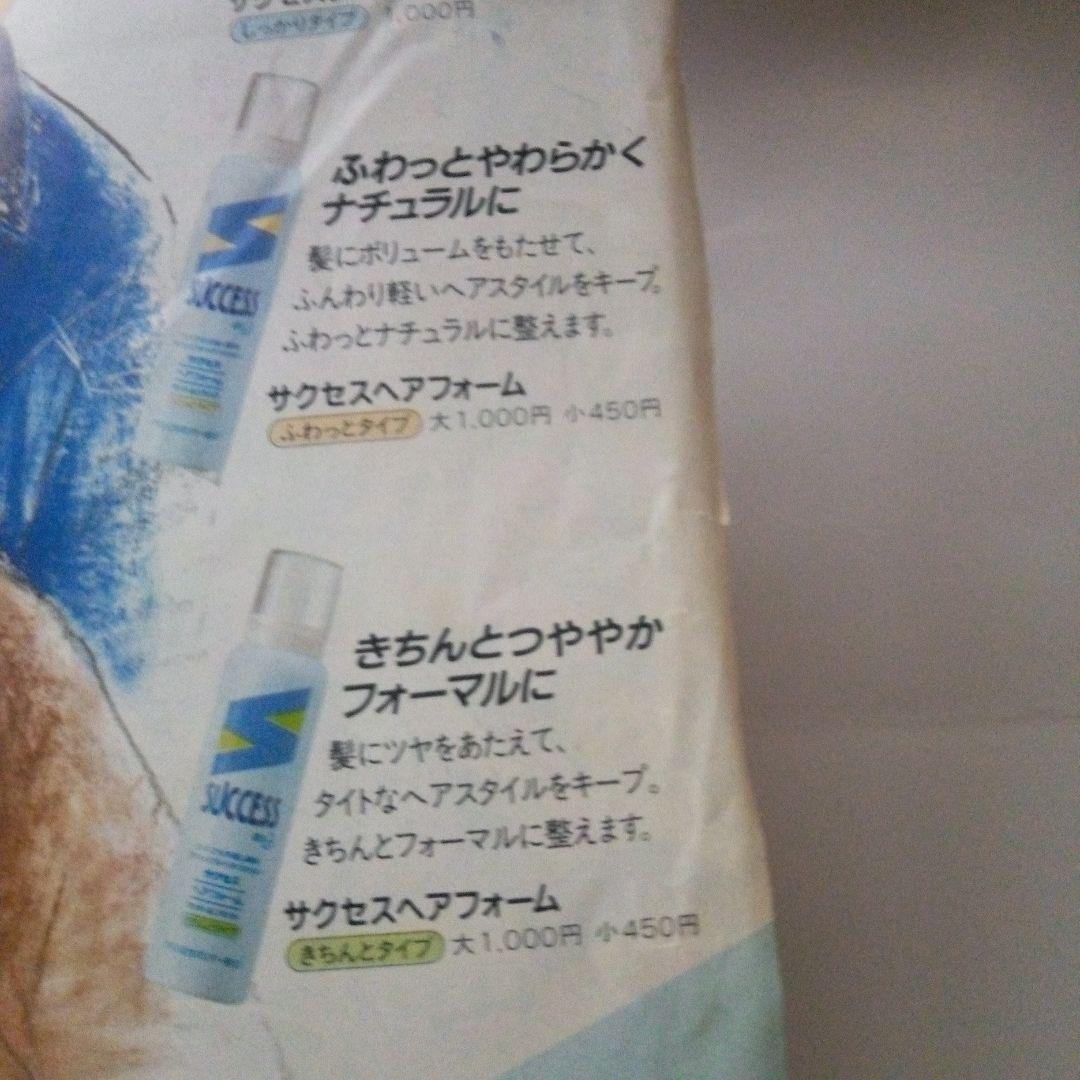 しっかりタイプ 1,000円
ふわっとやわらかく
ナチュラルに
髪にボリュームをもたせて、
ふんわり軽いヘアスタイルをキープ。
ふわっとナチュラルに整えます。
サクセスヘアフォーム
ふわっとタイプ 大1,000円 小450円
SUCCESS
きちんとつややか
フォーマルに
髪にツヤをあたえて、
タイトなヘアスタイルをキープ。
きちんとフォーマルに整えます。
サクセスヘアフォーム
きちんとタイプ 大1,000円 小450円
SUCCESS